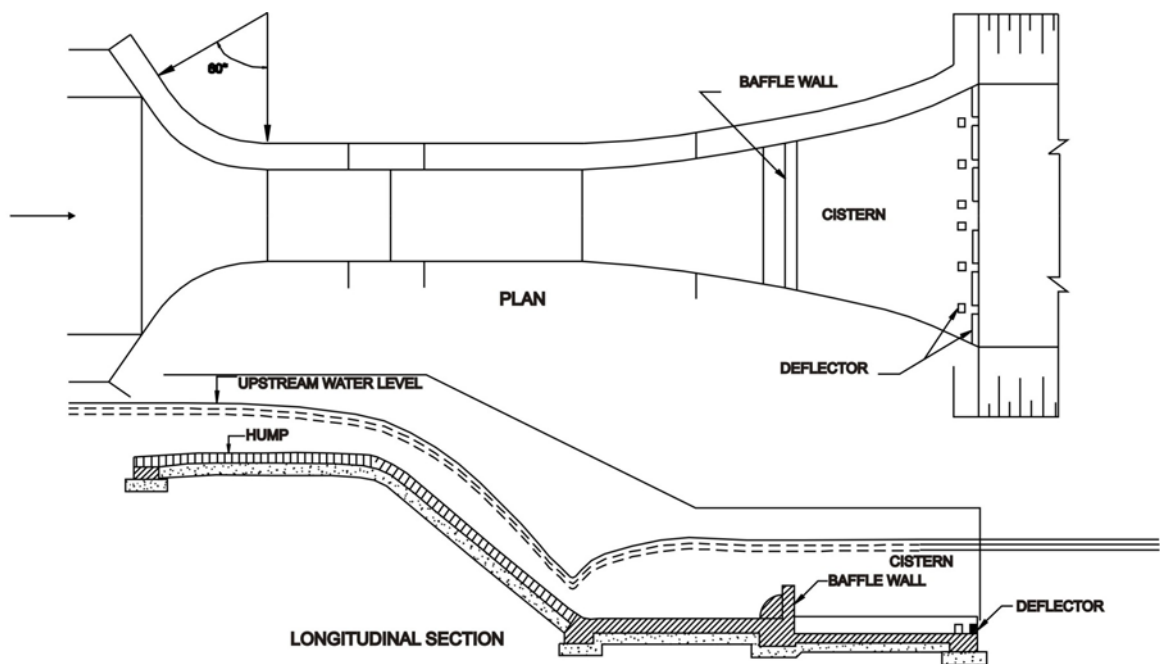 60°
BAFFLE WALL
CISTERN
PLAN
DEFLECTOR
UPSTREAM WATER LEVEL
HUMP
CISTERN
BAFFLE WALL
DEFLECTOR
LONGITUDINAL SECTION